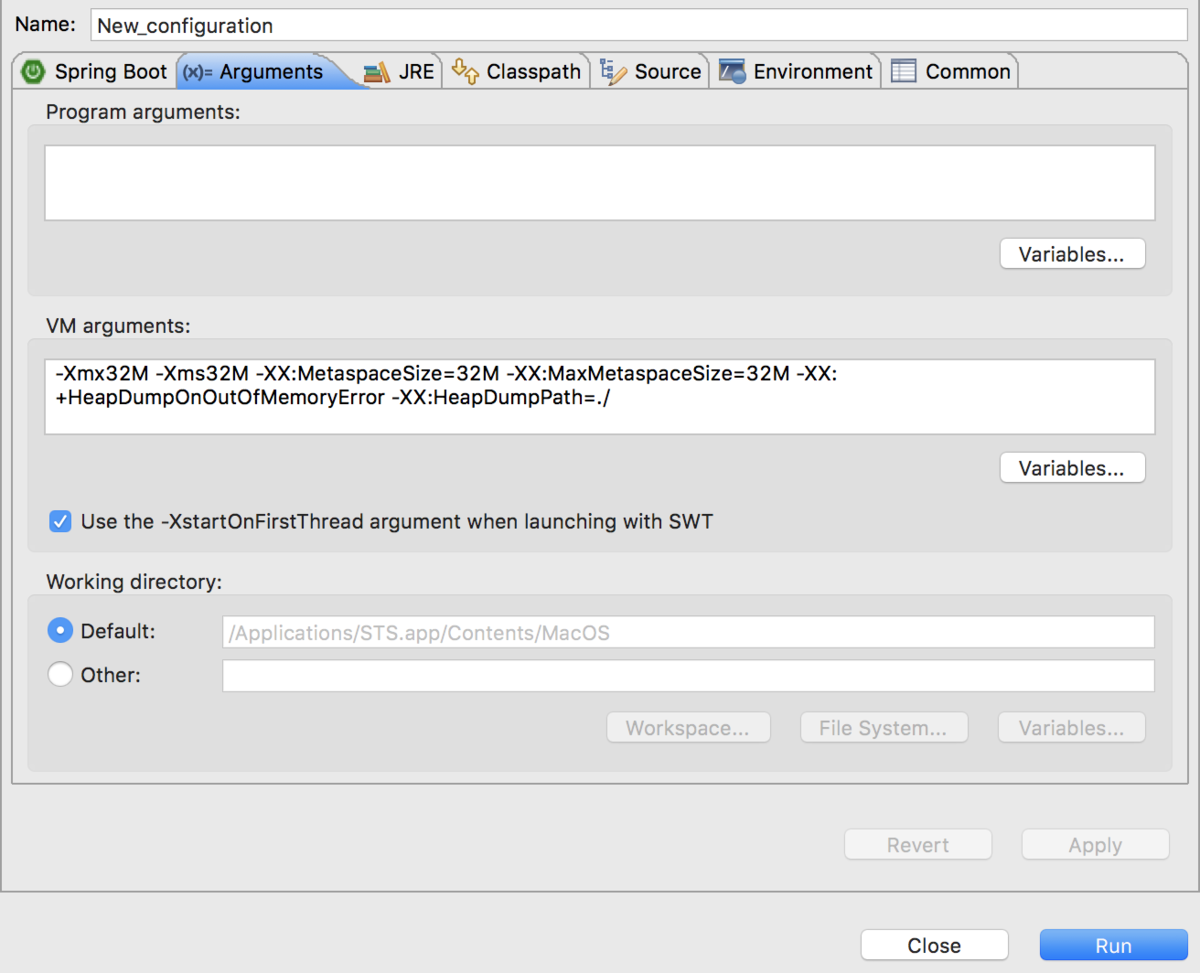 Name: New_configuration
Spring Boot (x)= Arguments JRE Classpath Source Environment Common
Program arguments:
Variables...
VM arguments:
-Xmx32M -Xms32M -XX:MetaspaceSize=32M -XX:MaxMetaspaceSize=32M -XX:
+HeapDumpOnOutOfMemoryError -XX:HeapDumpPath=./
Variables...
Use the -XstartOnFirstThread argument when launching with SWT
Working directory:
Default: /Applications/STS.app/Contents/MacOS
Other:
Workspace... File System... Variables...
Revert Apply
Close Run